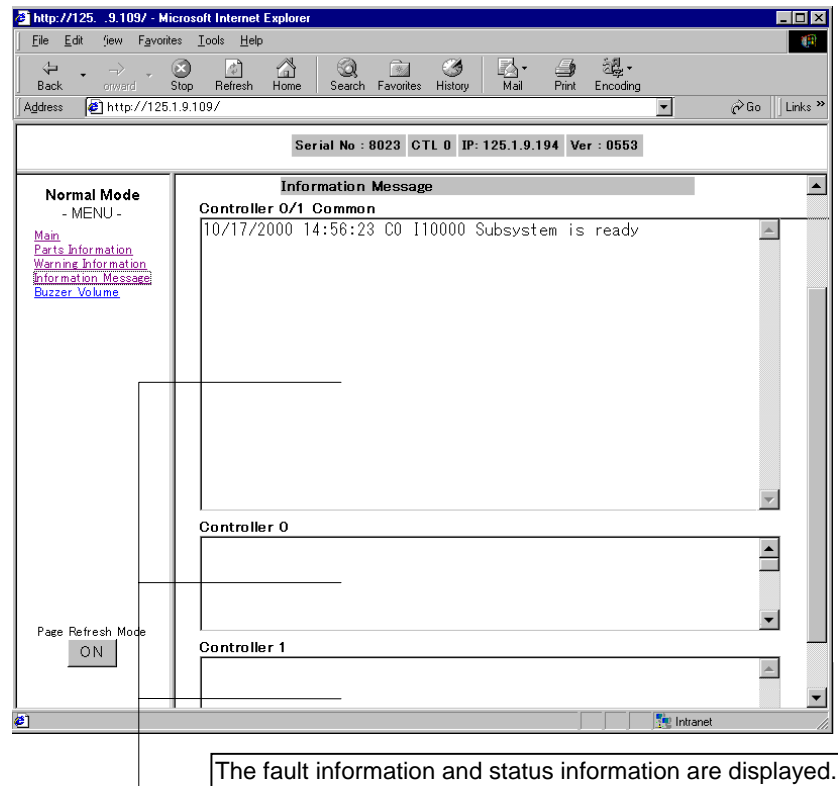 http://125. .9.109/ - Microsoft Internet Explorer
File Edit View Favorites Tools Help
Back Forward Stop Refresh Home Search Favorites History Mail Print Encoding
Address http://125.1.9.109/ Go Links »
Serial No : 8023 CTL 0 IP: 125.1.9.194 Ver : 0553
Normal Mode
- MENU -
Main
Parts Information
Warning Information
Information Message
Buzzer Volume
Page Refresh Mode
ON
Information Message
Controller 0/1 Common
10/17/2000 14:56:23 C0 I10000 Subsystem is ready
Controller 0
Controller 1
Intranet
The fault information and status information are displayed.